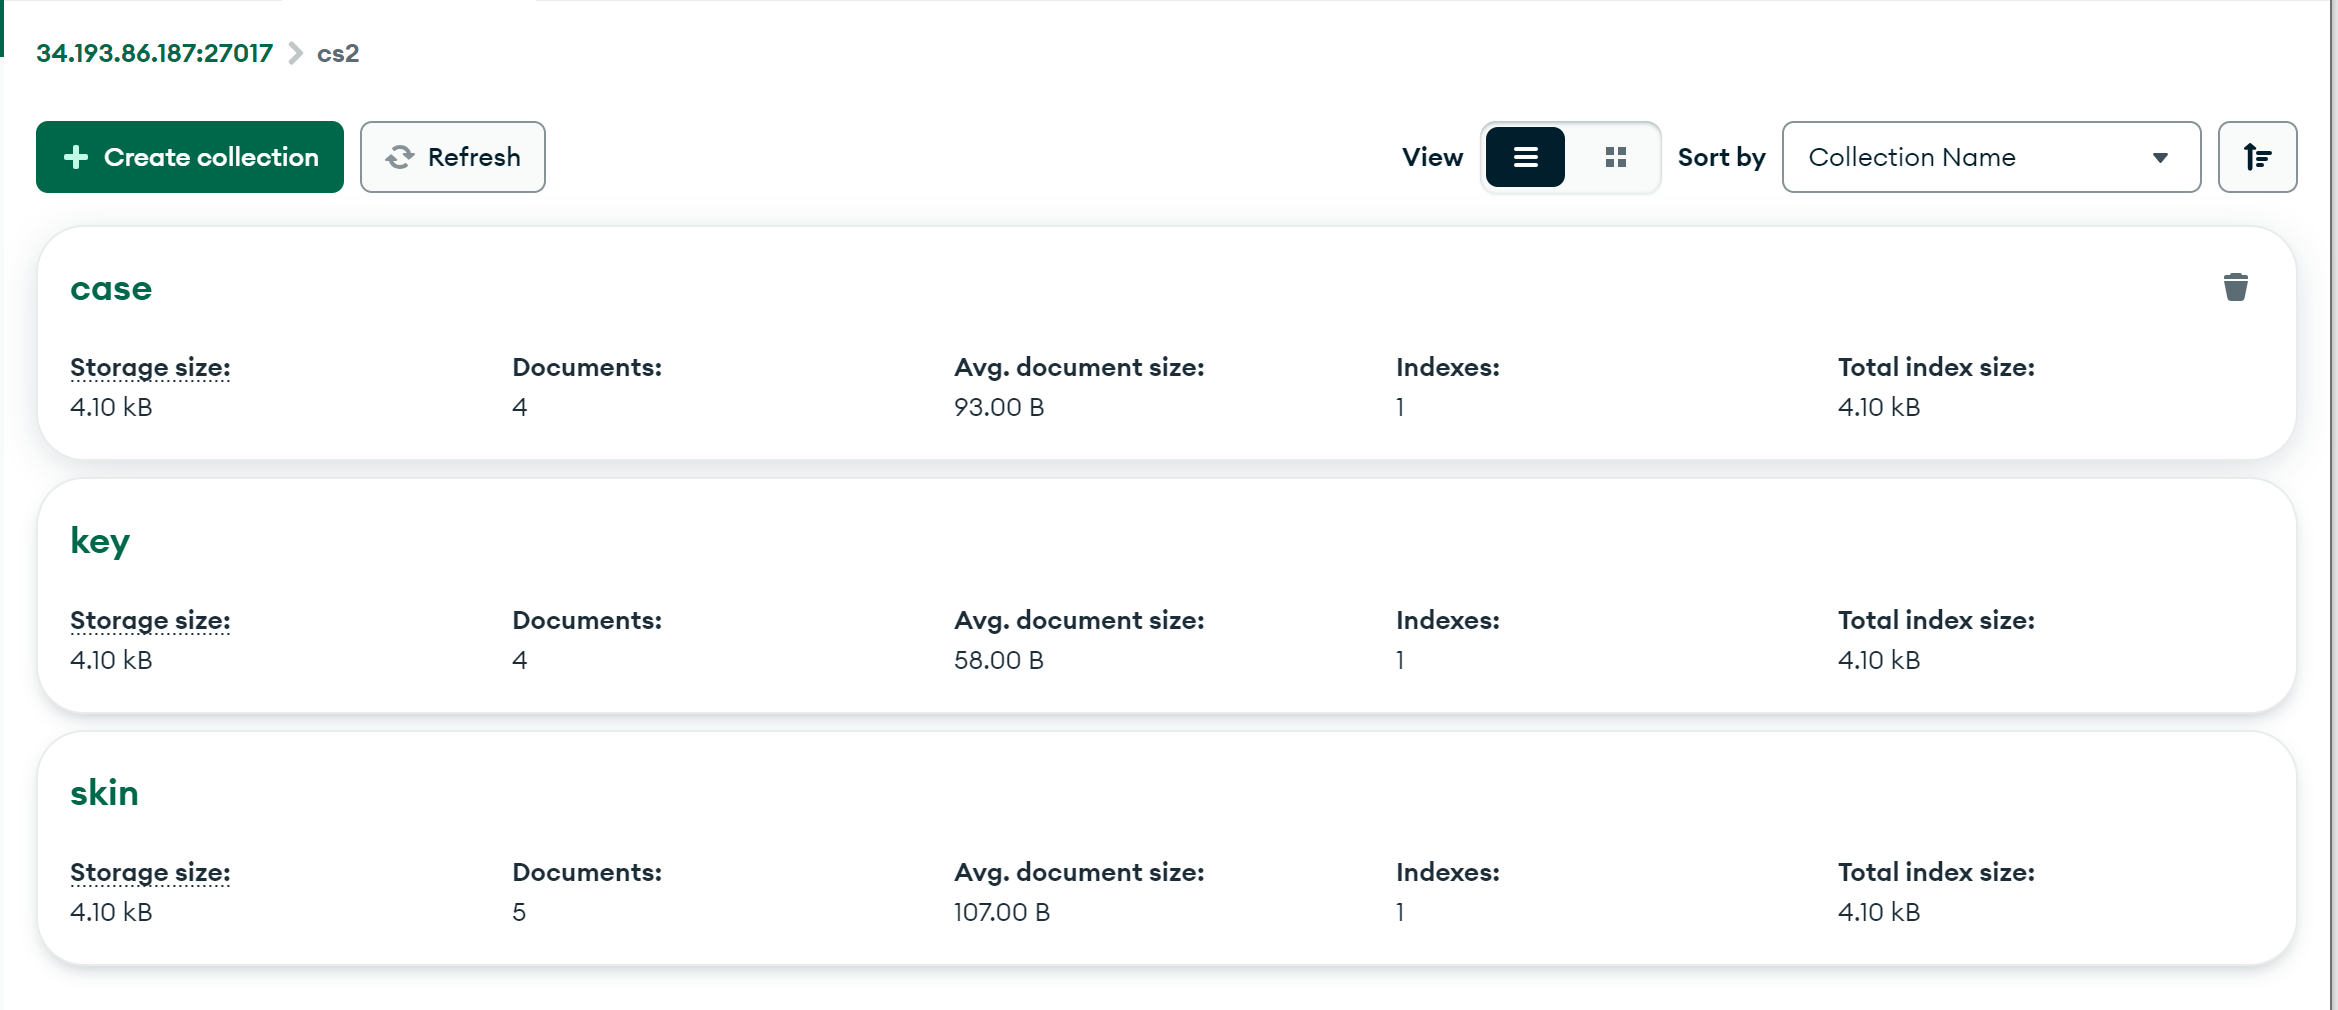 34.193.86.187:27017 cs2
Create collection Refresh View Sort by Collection Name
case
Storage size: Documents: Avg. document size: Indexes: Total index size:
4.10 kB 4 93.00 B 1 4.10 kB
key
Storage size: Documents: Avg. document size: Indexes: Total index size:
4.10 kB 4 58.00 B 1 4.10 kB
skin
Storage size: Documents: Avg. document size: Indexes: Total index size:
4.10 kB 5 107.00 B 1 4.10 kB